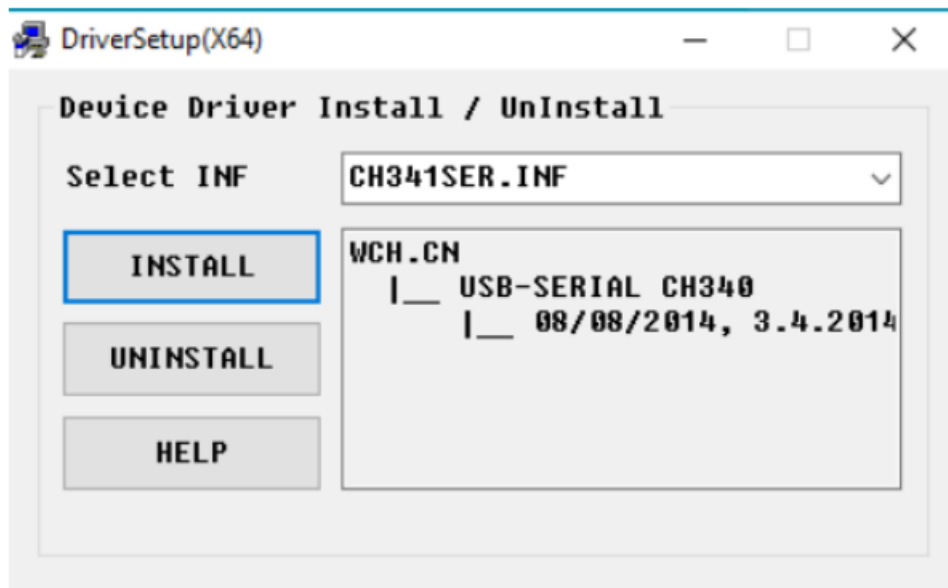 DriverSetup(X64)
Device Driver Install / UnInstall
Select INF
CH341SER.INF
INSTALL
UNINSTALL
HELP
WCH.CN
|__ USB-SERIAL CH340
|__ 08/08/2014, 3.4.2014